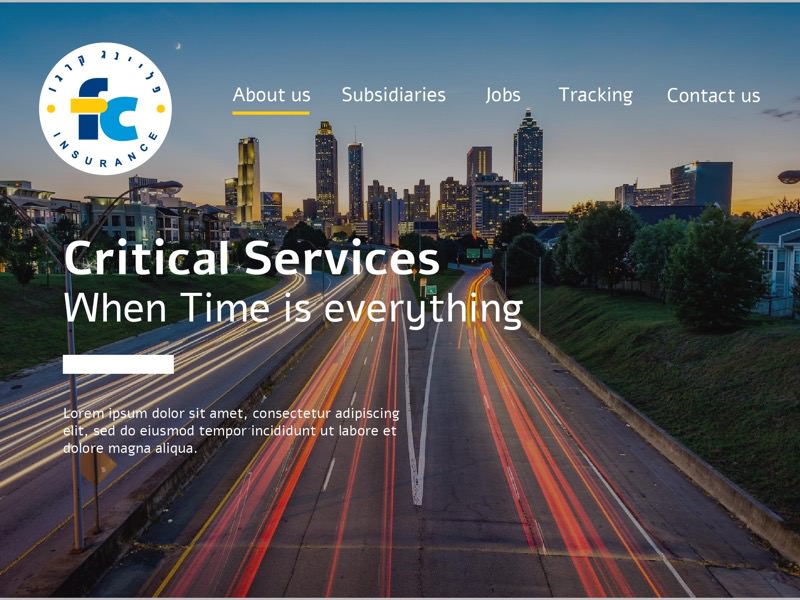 פליינג קרגו
fc
INSURANCE
About us
Subsidiaries
Jobs
Tracking
Contact us
Critical Services
When Time is everything
Lorem ipsum dolor sit amet, consectetur adipiscing
elit, sed do eiusmod tempor incididunt ut labore et
dolore magna aliqua.